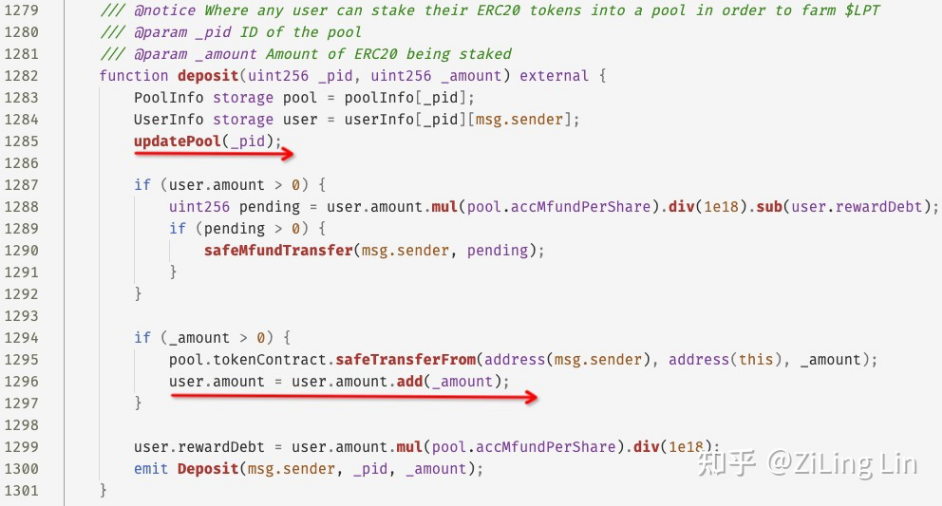 1279 /// @notice Where any user can stake their ERC20 tokens into a pool in order to farm $LPT
1280 /// @param _pid ID of the pool
1281 /// @param _amount Amount of ERC20 being staked
1282 function deposit(uint256 _pid, uint256 _amount) external {
1283 PoolInfo storage pool = poolInfo[_pid];
1284 UserInfo storage user = userInfo[_pid][msg.sender];
1285 updatePool(_pid);
1286
1287 if (user.amount > 0) {
1288 uint256 pending = user.amount.mul(pool.accMfundPerShare).div(1e18).sub(user.rewardDebt);
1289 if (pending > 0) {
1290 safeMfundTransfer(msg.sender, pending);
1291 }
1292 }
1293
1294 if (_amount > 0) {
1295 pool.tokenContract.safeTransferFrom(address(msg.sender), address(this), _amount);
1296 user.amount = user.amount.add(_amount);
1297 }
1298
1299 user.rewardDebt = user.amount.mul(pool.accMfundPerShare).div(1e18);
1300 emit Deposit(msg.sender, _pid, _amount);
1301 }
知乎 @ZiLing Lin